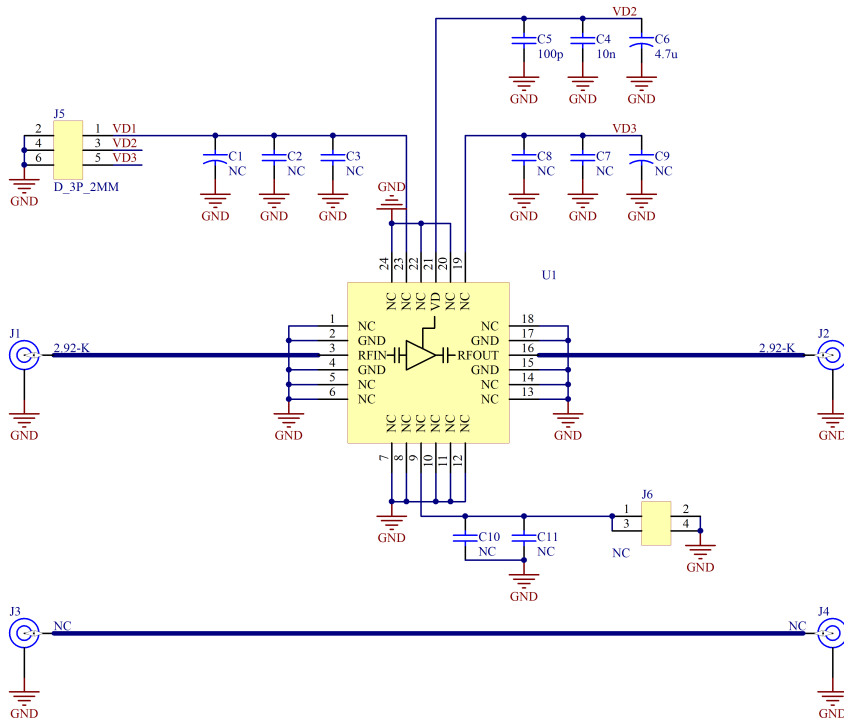 VD2
C5
100p
C4
10n
C6
4.7u
GND
GND
GND
J5
2
4
6
1
3
5
VD1
VD2
VD3
D_3P_2MM
GND
C1
NC
C2
NC
C3
NC
GND
GND
GND
VD3
C8
NC
C7
NC
C9
NC
GND
GND
GND
GND
24
23
22
21
20
19
U1
NC
NC
NC
VD
NC
NC
J1
2.92-K
GND
1
2
3
4
5
6
NC
GND
RFIN
GND
NC
NC
NC
GND
RFOUT
GND
NC
NC
18
17
16
15
14
13
J2
2.92-K
GND
GND
GND
NC
NC
NC
NC
NC
NC
7
8
9
10
11
12
GND
C10
NC
C11
NC
GND
J6
1
3
2
4
NC
GND
J3
NC
GND
J4
NC
GND